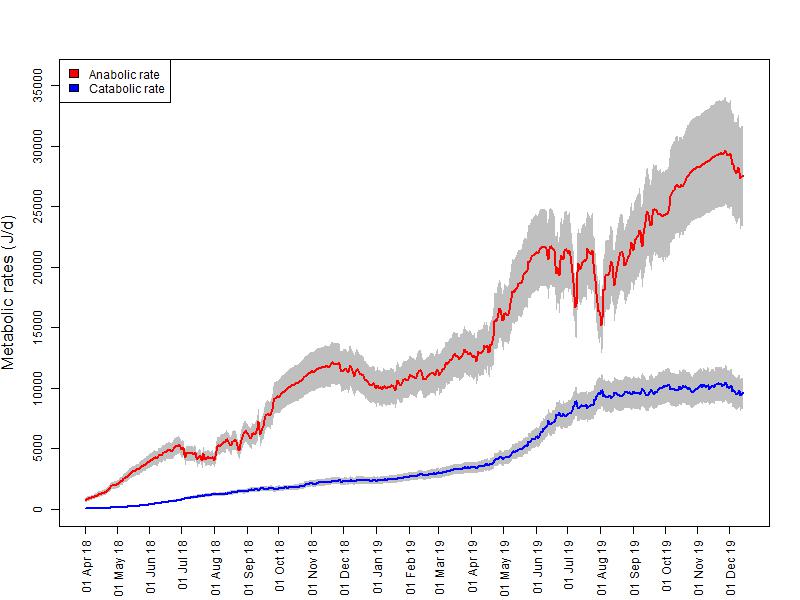 Anabolic rate
Catabolic rate
Metabolic rates (J/d)
35000
30000
25000
20000
15000
10000
5000
0
01 Apr 18
01 May 18
01 Jun 18
01 Jul 18
01 Aug 18
01 Sep 18
01 Oct 18
01 Nov 18
01 Dec 18
01 Jan 19
01 Feb 19
01 Mar 19
01 Apr 19
01 May 19
01 Jun 19
01 Jul 19
01 Aug 19
01 Sep 19
01 Oct 19
01 Nov 19
01 Dec 19